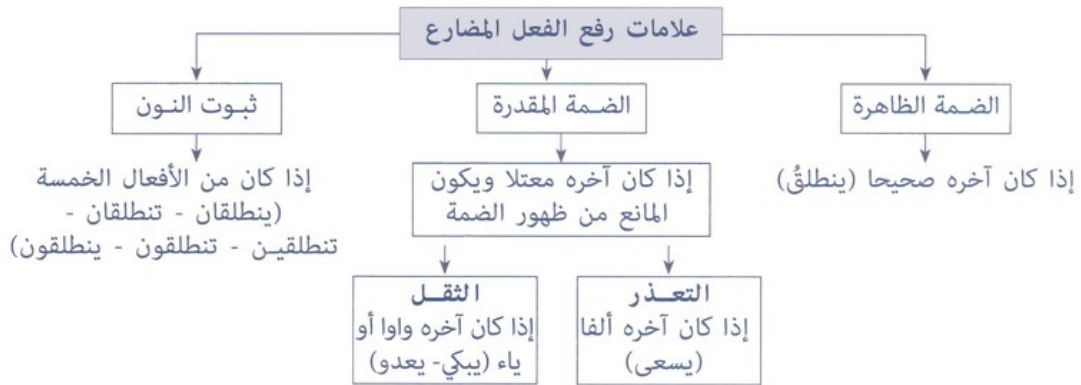 علامات رفع الفعل المضارع
الضمة الظاهرة
إذا كان آخره صحيحا (ينطلقُ)
الضمة المقدرة
إذا كان آخره معتلا ويكون
المانع من ظهور الضمة
التعـذر
إذا كان آخره ألفا
(يسعى)
الثقـل
إذا كان آخره واوا أو
ياء (يبكي- يعدو)
ثبوت النون
إذا كان من الأفعال الخمسة
(ينطلقان - تنطلقان -
تنطلقين - تنطلقون - ينطلقون)